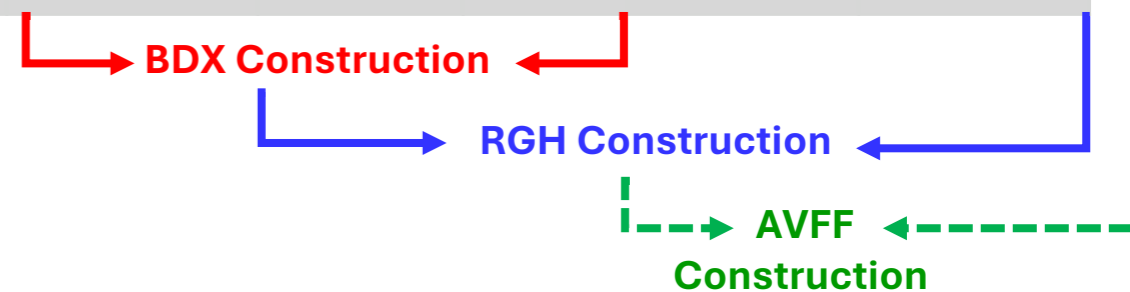 BDX Construction
RGH Construction
AVFF
Construction